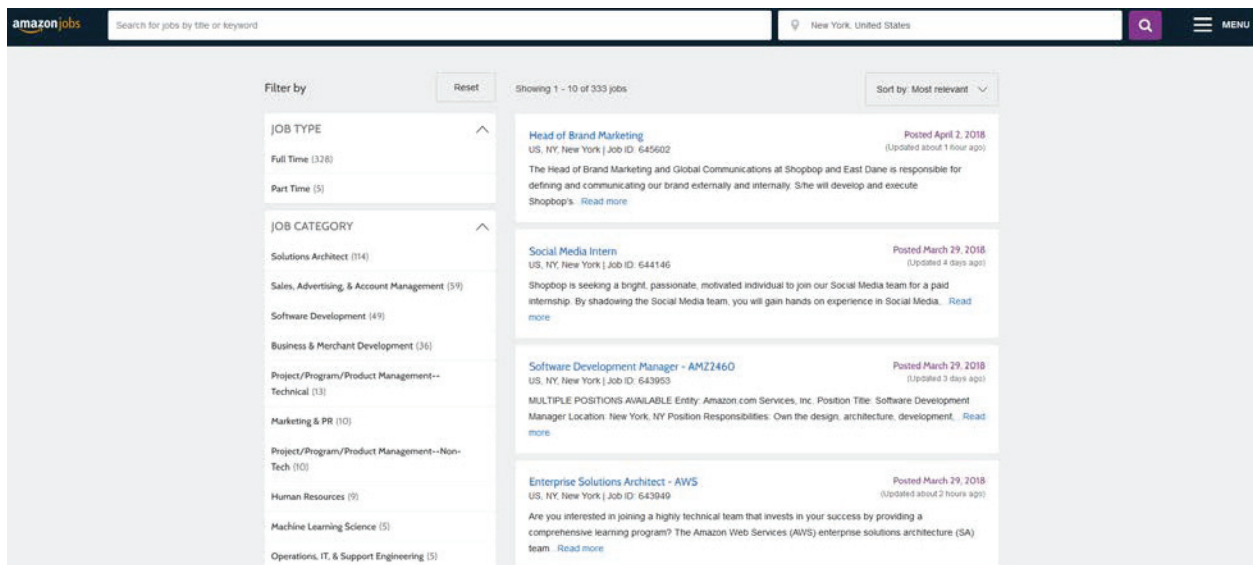 amazonjobs
Search for jobs by title or keyword
New York, United States
MENU
Filter by
Reset
JOB TYPE
Full Time (328)
Part Time (5)
JOB CATEGORY
Solutions Architect (114)
Sales, Advertising, & Account Management (59)
Software Development (49)
Business & Merchant Development (36)
Project/Program/Product Management--
Technical (13)
Marketing & PR (10)
Project/Program/Product Management--Non-
Tech (10)
Human Resources (9)
Machine Learning Science (5)
Operations, IT, & Support Engineering (5)
Showing 1 - 10 of 333 jobs
Sort by: Most relevant
Head of Brand Marketing
Posted April 2, 2018
US, NY, New York | Job ID: 645602
(Updated about 1 hour ago)
The Head of Brand Marketing and Global Communications at Shopbop and East Dane is responsible for
defining and communicating our brand externally and internally. S/he will develop and execute
Shopbop's...Read more
Social Media Intern
Posted March 29, 2018
US, NY, New York | Job ID: 644146
(Updated 4 days ago)
Shopbop is seeking a bright, passionate, motivated individual to join our Social Media team for a paid
internship. By shadowing the Social Media team, you will gain hands on experience in Social Media,...Read
more
Software Development Manager - AMZ2460
Posted March 29, 2018
US, NY, New York | Job ID: 643953
(Updated 3 days ago)
MULTIPLE POSITIONS AVAILABLE Entity: Amazon.com Services, Inc. Position Title: Software Development
Manager Location: New York, NY Position Responsibilities: Own the design, architecture, development,...Read
more
Enterprise Solutions Architect - AWS
Posted March 29, 2018
US, NY, New York | Job ID: 643949
(Updated about 2 hours ago)
Are you interested in joining a highly technical team that invests in your success by providing a
comprehensive learning program? The Amazon Web Services (AWS) enterprise solutions architecture (SA)
team...Read more